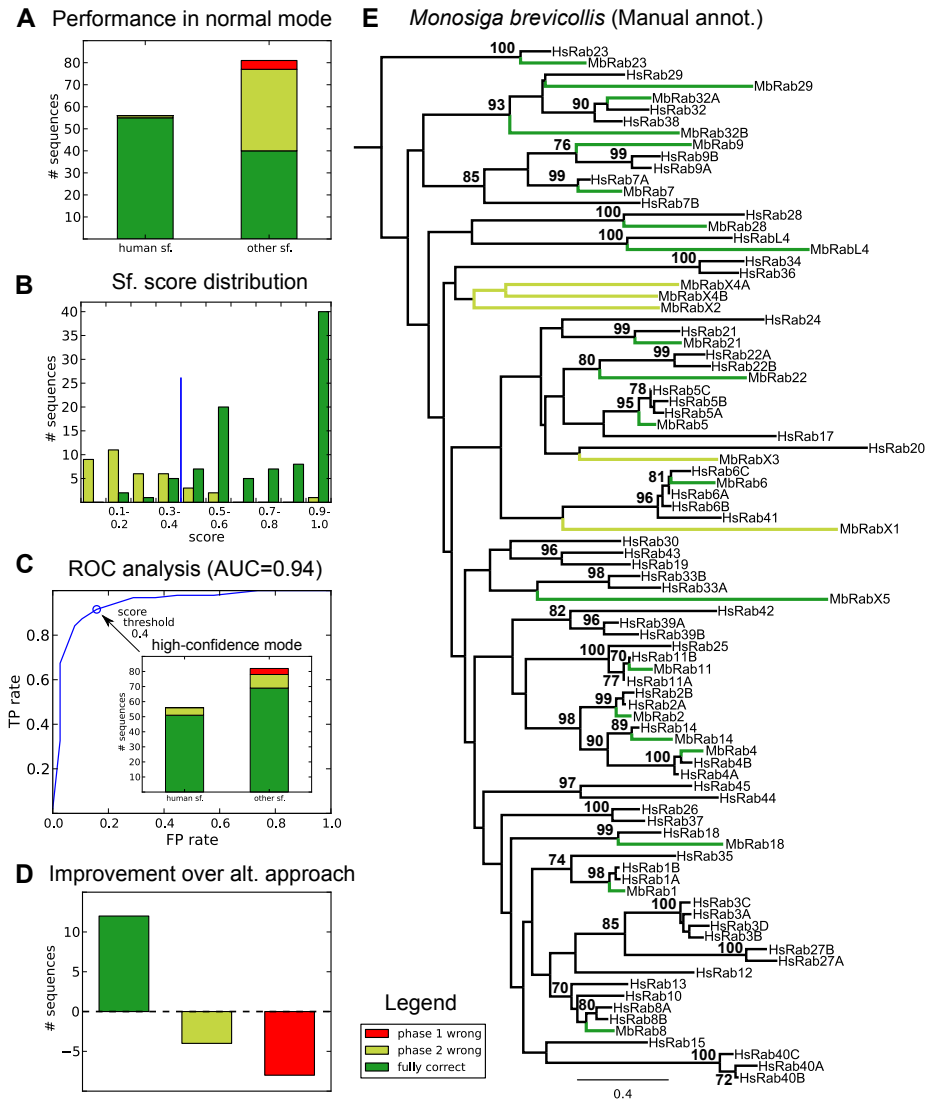 A Performance in normal mode
# sequences
80
70
60
50
40
30
20
10
human sf.
other sf.
B Sf. score distribution
# sequences
40
35
30
25
20
15
10
5
0.1-
0.2
0.3-
0.4
0.5-
0.6
0.7-
0.8
0.9-
1.0
score
C ROC analysis (AUC=0.94)
TP rate
0.8
0.6
0.4
0.2
0.0
0.2
0.4
0.6
0.8
1.0
FP rate
score
threshold
0.4
high-confidence mode
# sequences
80
70
60
50
40
30
20
10
human sf.
other sf.
D Improvement over alt. approach
# sequences
10
5
0
−5
Legend
phase 1 wrong
phase 2 wrong
fully correct
E Monosiga brevicollis (Manual annot.)
100
HsRab23
MbRab23
HsRab29
MbRab29
93
MbRab32A
90
HsRab32
HsRab38
MbRab32B
76
MbRab9
99
HsRab9B
HsRab9A
85
99
HsRab7A
MbRab7
HsRab7B
100
HsRab28
MbRab28
100
HsRabL4
MbRabL4
100
HsRab34
HsRab36
MbRabX4A
MbRabX4B
MbRabX2
HsRab24
99
HsRab21
MbRab21
80
99
HsRab22A
HsRab22B
MbRab22
78
HsRab5C
95
HsRab5B
HsRab5A
MbRab5
HsRab17
HsRab20
MbRabX3
81
HsRab6C
MbRab6
96
HsRab6A
HsRab6B
HsRab41
MbRabX1
HsRab30
96
HsRab43
HsRab19
98
HsRab33B
HsRab33A
MbRabX5
82
HsRab42
96
HsRab39A
HsRab39B
HsRab25
100
70
HsRab11B
MbRab11
77
HsRab11A
99
HsRab2B
HsRab2A
MbRab2
98
89
HsRab14
MbRab14
90
100
MbRab4
HsRab4B
HsRab4A
97
HsRab45
HsRab44
100
HsRab26
HsRab37
99
HsRab18
MbRab18
74
HsRab35
98
HsRab1B
HsRab1A
MbRab1
100
HsRab3C
HsRab3A
HsRab3D
HsRab3B
85
100
HsRab27B
HsRab27A
HsRab12
70
HsRab13
HsRab10
80
HsRab8A
HsRab8B
MbRab8
HsRab15
100
HsRab40C
HsRab40A
72
HsRab40B
0.4